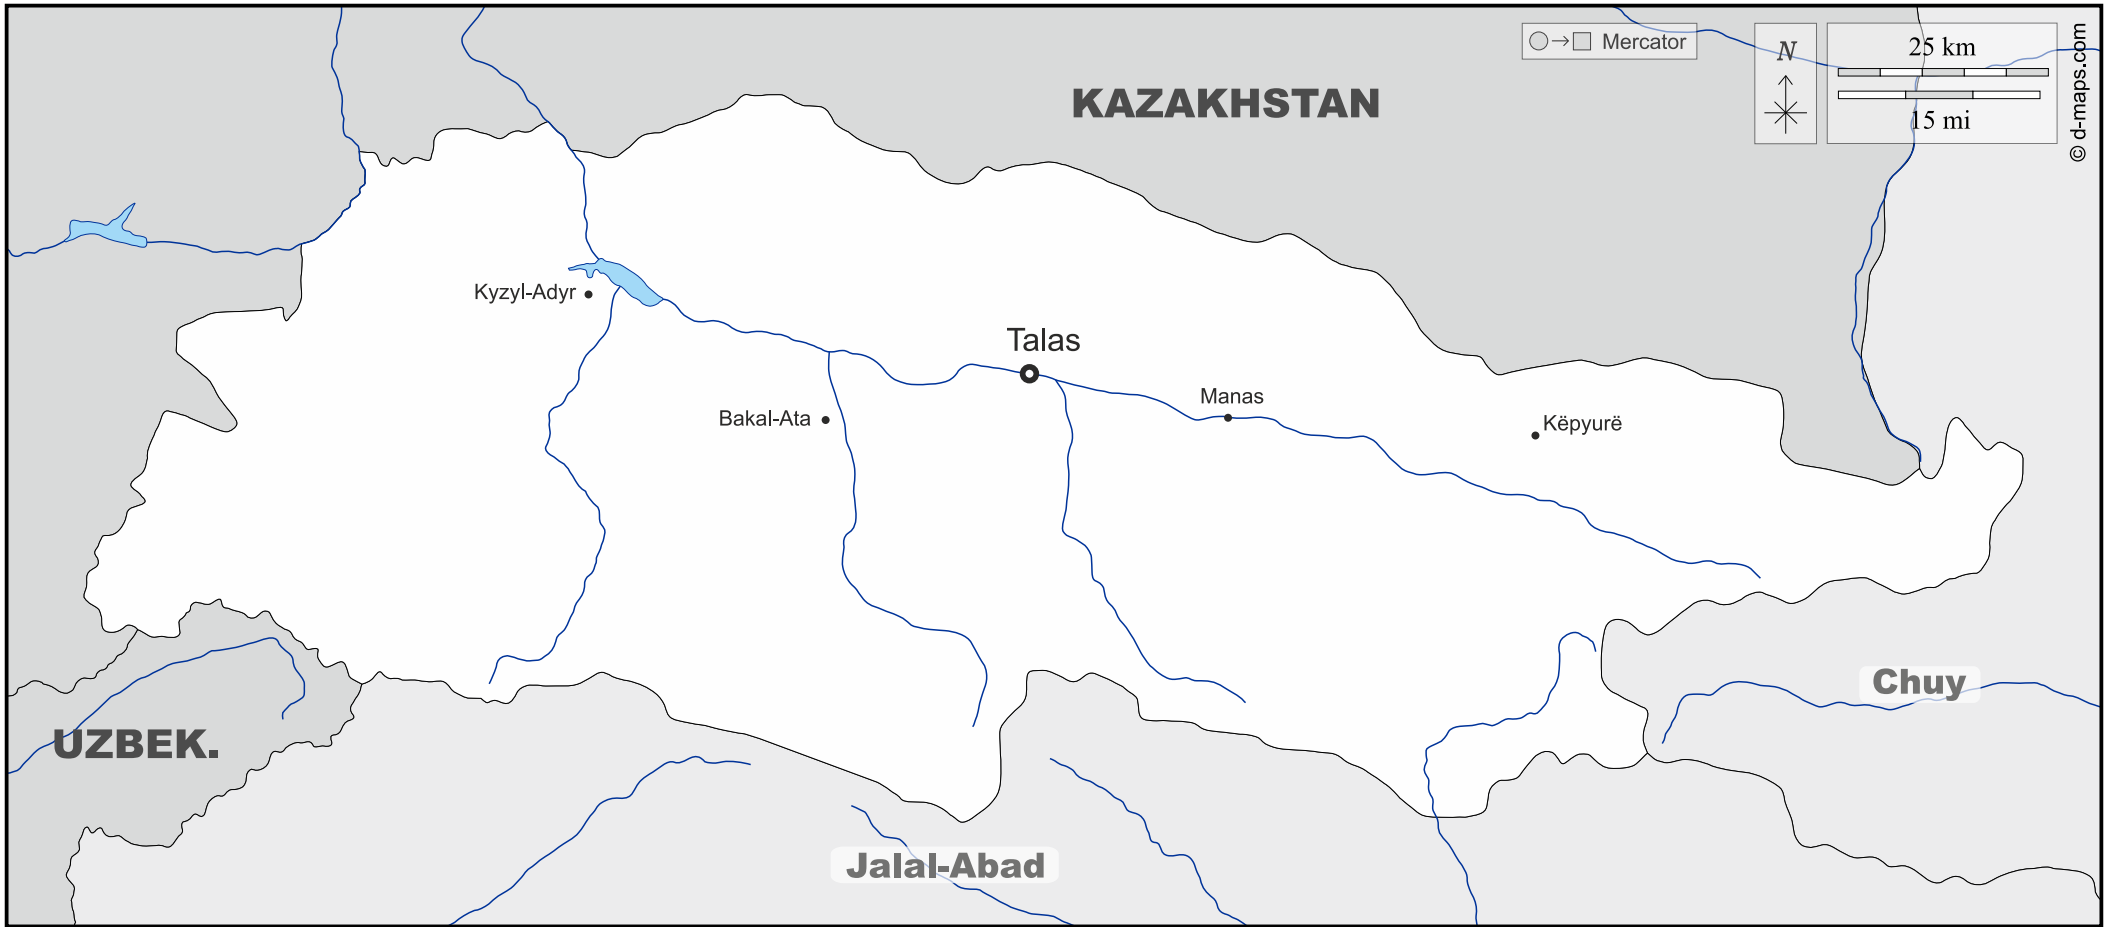 Mercator
N
25 km
15 mi
© d-maps.com
KAZAKHSTAN
Kyzyl-Adyr
Talas
Manas
Bakal-Ata
Këpyurë
Chuy
UZBEK.
Jalal-Abad